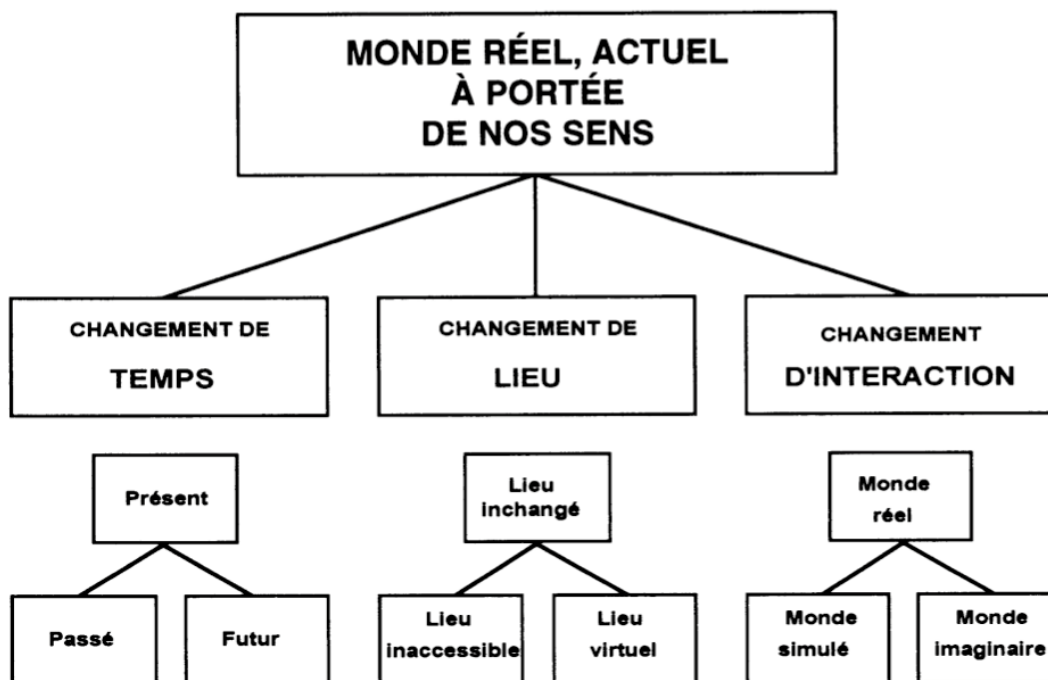 MONDE RÉEL, ACTUEL
À PORTÉE
DE NOS SENS
CHANGEMENT DE
TEMPS
CHANGEMENT DE
LIEU
CHANGEMENT
D'INTERACTION
Présent
Lieu
inchangé
Monde
réel
Passé
Futur
Lieu
inaccessible
Lieu
virtuel
Monde
simulé
Monde
imaginaire